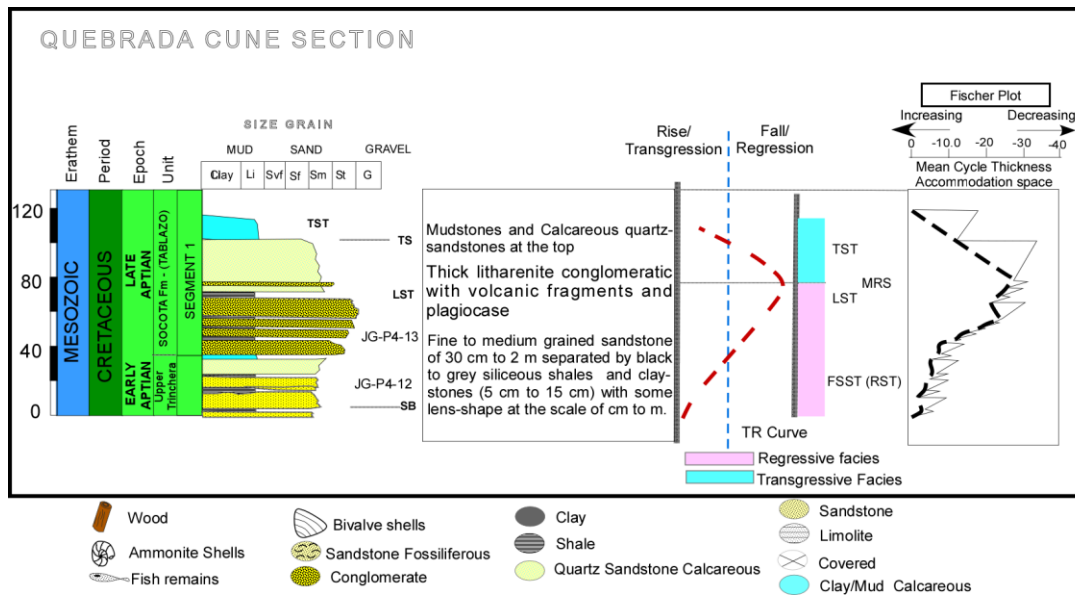 QUEBRADA CUNE SECTION
Fischer Plot
Increasing
Decreasing
0 -10.0 -20 -30 -40
Mean Cycle Thickness
Accommodation space
Rise/
Transgression
Fall/
Regression
SIZE GRAIN
MUD SAND GRAVEL
Clay Li Svf Sf Sm St G
Erathem
Period
Epoch
Unit
MESOZOIC
CRETACEOUS
LATE
APTIAN
EARLY
APTIAN
SOCOTA Fm - (TABLAZO)
Upper
Trinchera
SEGMENT 1
120
80
60
40
0
TST
TS
LST
JG-P4-13
JG-P4-12
SB
Mudstones and Calcareous quartz-
sandstones at the top
Thick litharenite conglomeratic
with volcanic fragments and
plagiocase
Fine to medium grained sandstone
of 30 cm to 2 m separated by black
to grey siliceous shales and clay-
stones (5 cm to 15 cm) with some
lens-shape at the scale of cm to m.
TST
MRS
LST
FSST (RST)
TR Curve
Regressive facies
Transgressive Facies
Wood
Ammonite Shells
Fish remains
Bivalve shells
Sandstone Fossiliferous
Conglomerate
Clay
Shale
Quartz Sandstone Calcareous
Sandstone
Limolite
Covered
Clay/Mud Calcareous